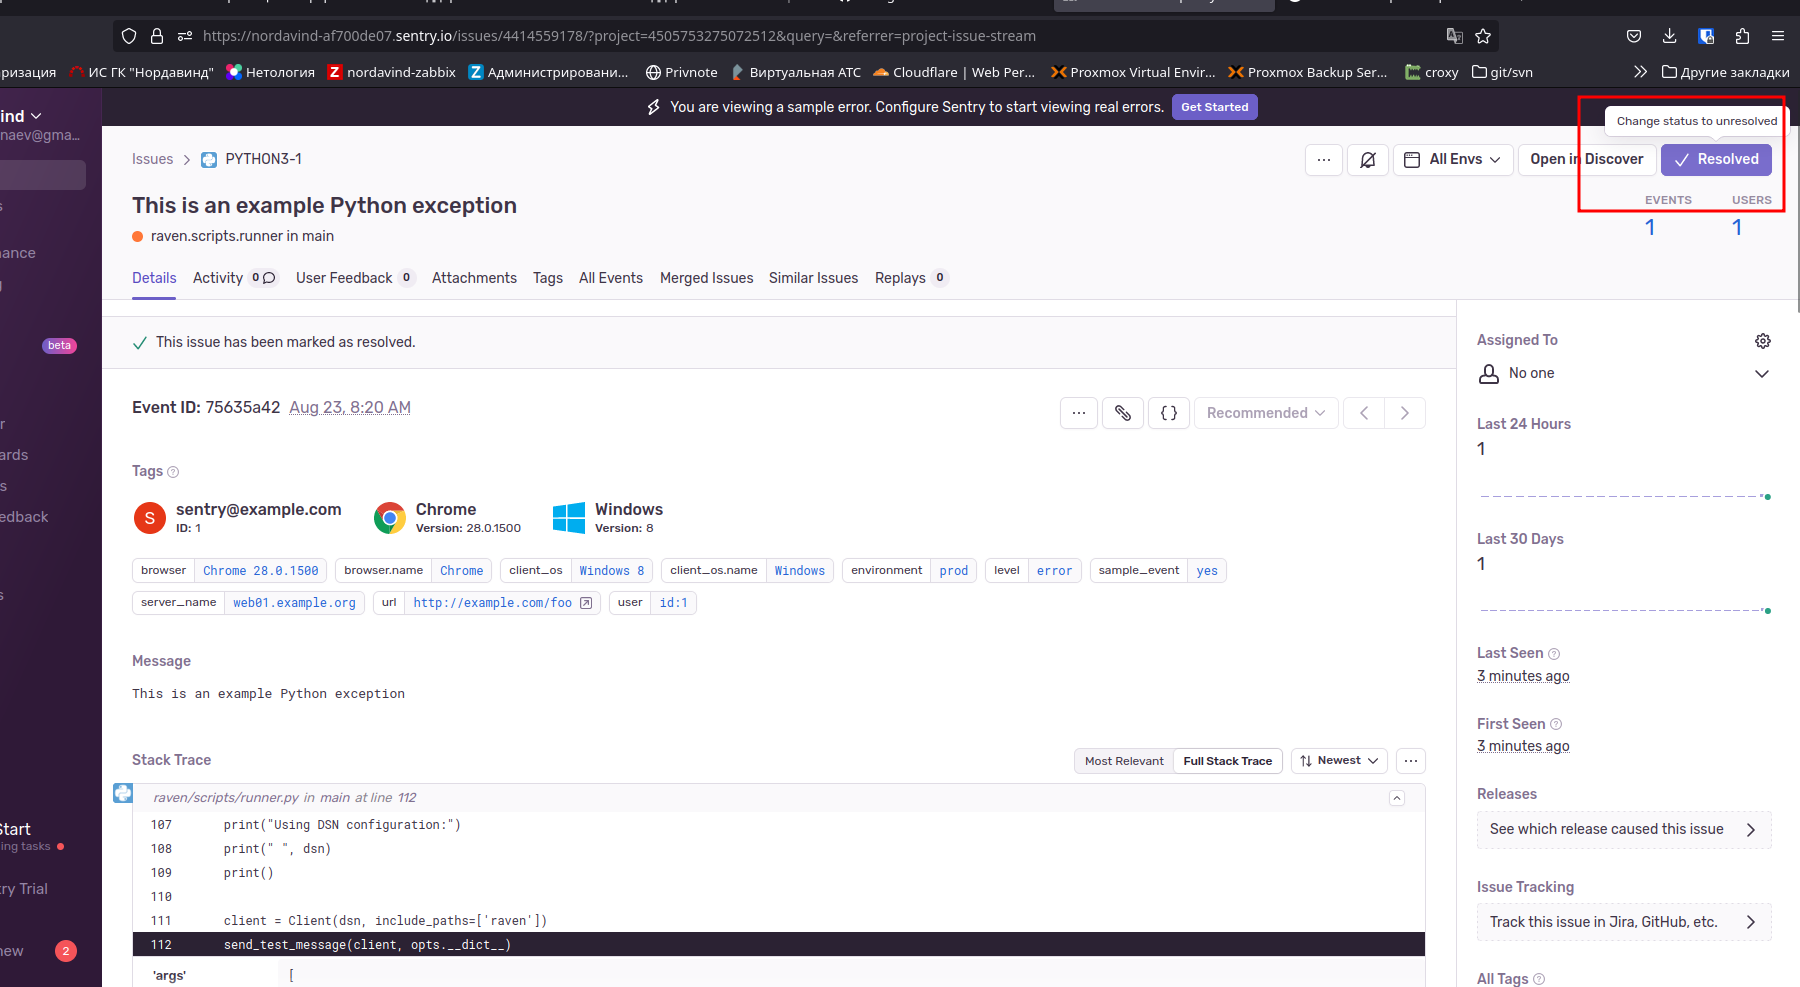 https://nordavind-af700de07.sentry.io/issues/4414559178/?project=4505753275072512&query=&referrer=project-issue-stream
ризация ИС ГК "Нордавинд" Нетология nordavind-zabbix Администрировани... Privnote Виртуальная АТС Cloudflare | Web Per... Proxmox Virtual Envir... Proxmox Backup Ser... croxy git/svn Другие закладки
ind
naev@gma...
You are viewing a sample error. Configure Sentry to start viewing real errors. Get Started
Change status to unresolved
Issues > PYTHON3-1
... All Envs Open in Discover Resolved
This is an example Python exception
EVENTS USERS
1 1
raven.scripts.runner in main
Details Activity 0 User Feedback 0 Attachments Tags All Events Merged Issues Similar Issues Replays 0
This issue has been marked as resolved.
Event ID: 75635a42 Aug 23, 8:20 AM
... {} Recommended < >
Tags ?
S sentry@example.com
ID: 1
Chrome
Version: 28.0.1500
Windows
Version: 8
browser Chrome 28.0.1500 browser.name Chrome client_os Windows 8 client_os.name Windows environment prod level error sample_event yes
server_name web01.example.org url http://example.com/foo user id:1
Message
This is an example Python exception
Stack Trace
Most Relevant Full Stack Trace Newest ...
raven/scripts/runner.py in main at line 112
107 print("Using DSN configuration:")
108 print(" ", dsn)
109 print()
110
111 client = Client(dsn, include_paths=['raven'])
112 send_test_message(client, opts.__dict__)
'args' [
Assigned To
No one
Last 24 Hours
1
Last 30 Days
1
Last Seen ?
3 minutes ago
First Seen ?
3 minutes ago
Releases
See which release caused this issue
Issue Tracking
Track this issue in Jira, GitHub, etc.
All Tags ?
s
ance
g
beta
r
ards
s
edback
s
Start
ing tasks
ry Trial
new 2